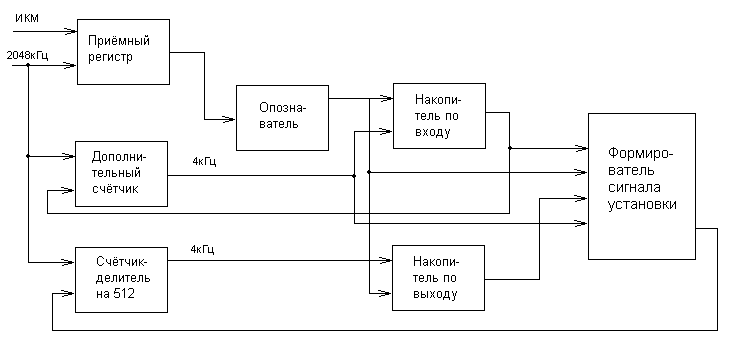 ИКМ
2048кГц
Приёмный
регистр
Опозна-
ватель
Накопи-
тель по
входу
Дополни-
тельный
счётчик
4кГц
Формиро-
ватель
сигнала
установки
Счётчик-
делитель
на 512
4кГц
Накопи-
тель по
выходу